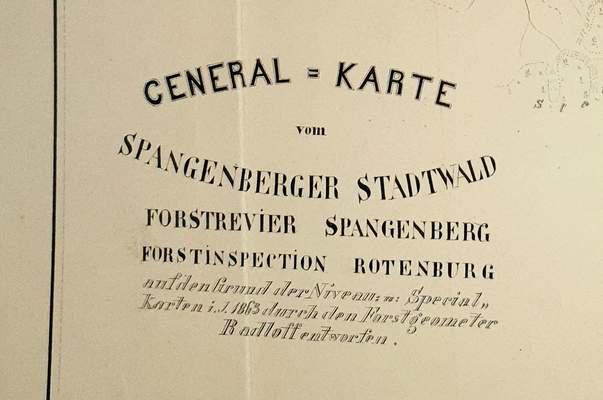 GENERAL = KARTE
vom
SPANGENBERGER STADTWALD
FORSTREVIER SPANGENBERG
FORSTINSPECTION ROTENBURG
auf den Grund der Niveau= u: Special„
Karten i. J. 1863 durch den Forstgeometer
Radloff entworfen.